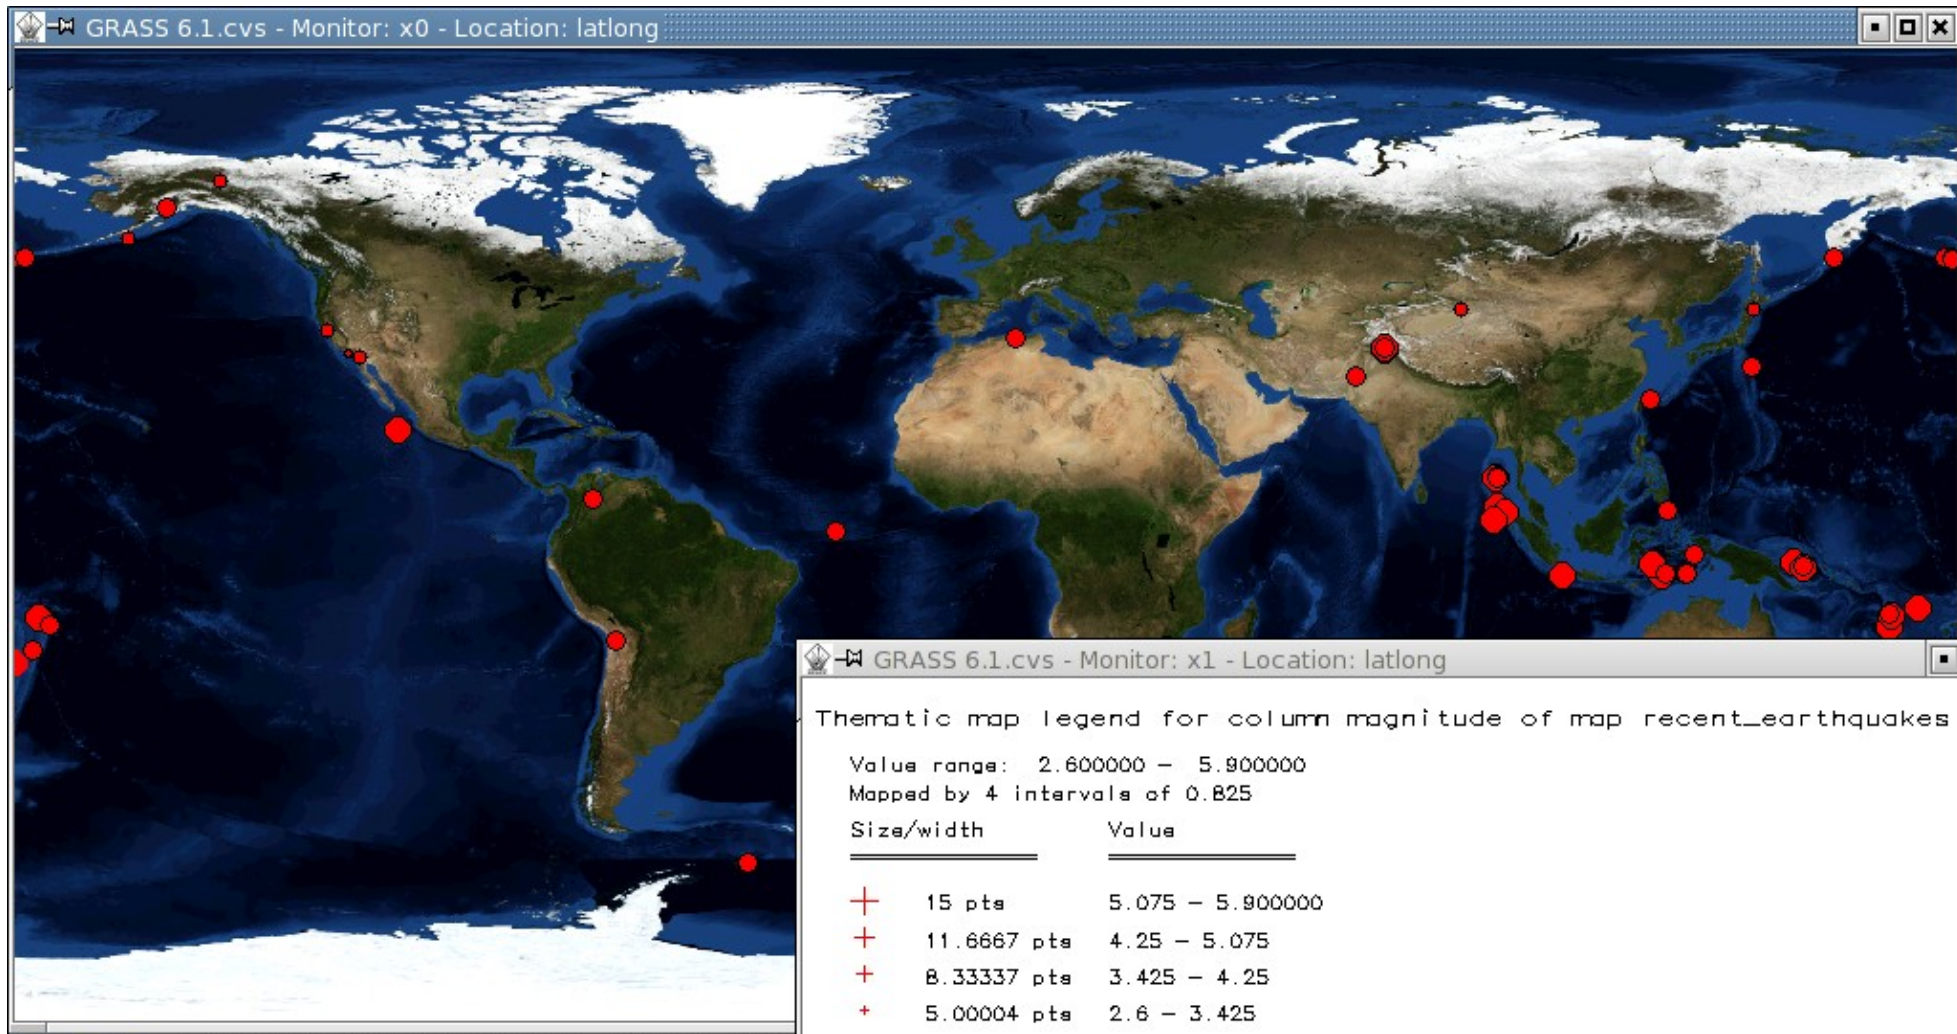 GRASS 6.1.cvs - Monitor: x0 - Location: latlong
GRASS 6.1.cvs - Monitor: x1 - Location: latlong
Thematic map legend for column magnitude of map recent_earthquakes
Value range: 2.600000 - 5.900000
Mapped by 4 intervals of 0.825
Size/width Value
15 pts 5.075 - 5.900000
11.6667 pts 4.25 - 5.075
8.33337 pts 3.425 - 4.25
5.00004 pts 2.6 - 3.425